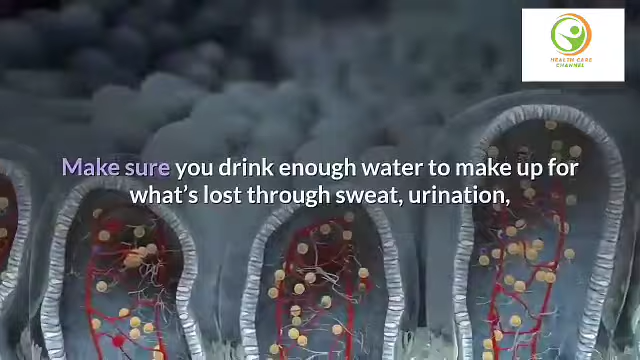 HEALTH CARE
CHANNEL
Make sure you drink enough water to make up for
what's lost through sweat, urination,